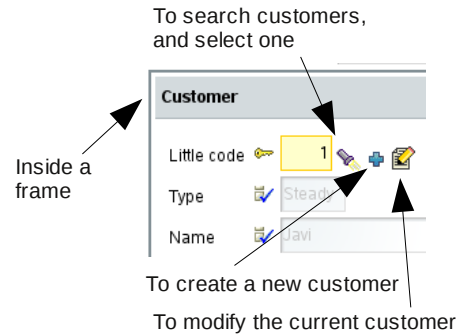 To search customers,
and select one
Customer
Little code 1
Inside a
frame
Type Steady
Name Javi
To create a new customer
To modify the current customer